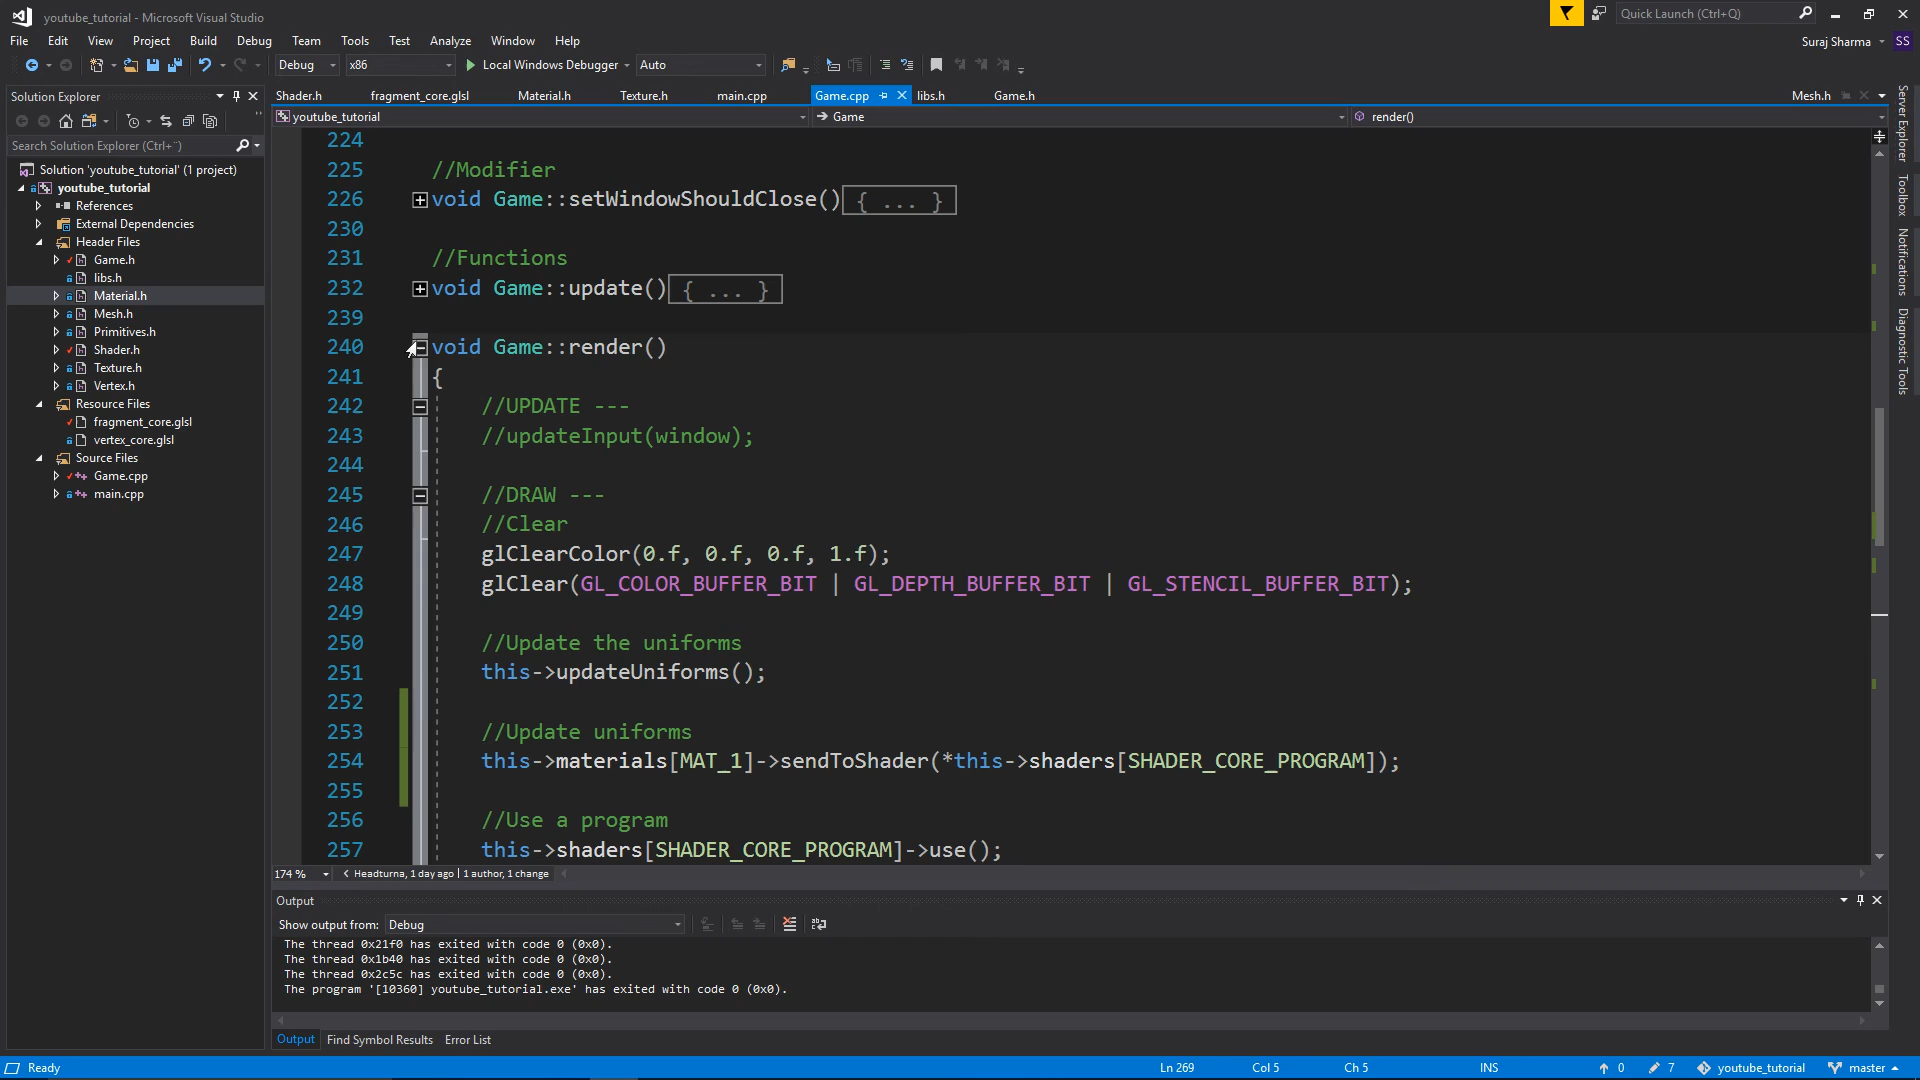 youtube_tutorial - Microsoft Visual Studio
Quick Launch (Ctrl+Q)
File Edit View Project Build Debug Team Tools Test Analyze Window Help
Suraj Sharma SS
Debug x86 Local Windows Debugger Auto
Solution Explorer
Shader.h fragment_core.glsl Material.h Texture.h main.cpp Game.cpp libs.h Game.h Mesh.h
youtube_tutorial Game render()
Search Solution Explorer (Ctrl+¨)
Solution 'youtube_tutorial' (1 project)
youtube_tutorial
References
External Dependencies
Header Files
Game.h
libs.h
Material.h
Mesh.h
Primitives.h
Shader.h
Texture.h
Vertex.h
Resource Files
fragment_core.glsl
vertex_core.glsl
Source Files
Game.cpp
main.cpp
224
225 //Modifier
226 void Game::setWindowShouldClose() { ... }
230
231 //Functions
232 void Game::update() { ... }
239
240 void Game::render()
241 {
242 //UPDATE ---
243 //updateInput(window);
244
245 //DRAW ---
246 //Clear
247 glClearColor(0.f, 0.f, 0.f, 1.f);
248 glClear(GL_COLOR_BUFFER_BIT | GL_DEPTH_BUFFER_BIT | GL_STENCIL_BUFFER_BIT);
249
250 //Update the uniforms
251 this->updateUniforms();
252
253 //Update uniforms
254 this->materials[MAT_1]->sendToShader(*this->shaders[SHADER_CORE_PROGRAM]);
255
256 //Use a program
257 this->shaders[SHADER_CORE_PROGRAM]->use();
174 % Headturna, 1 day ago | 1 author, 1 change
Output
Show output from: Debug
The thread 0x21f0 has exited with code 0 (0x0).
The thread 0x1b40 has exited with code 0 (0x0).
The thread 0x2c5c has exited with code 0 (0x0).
The program '[10360] youtube_tutorial.exe' has exited with code 0 (0x0).
Output Find Symbol Results Error List
Ready Ln 269 Col 5 Ch 5 INS 0 7 youtube_tutorial master
Server Explorer
Toolbox
Notifications
Diagnostic Tools